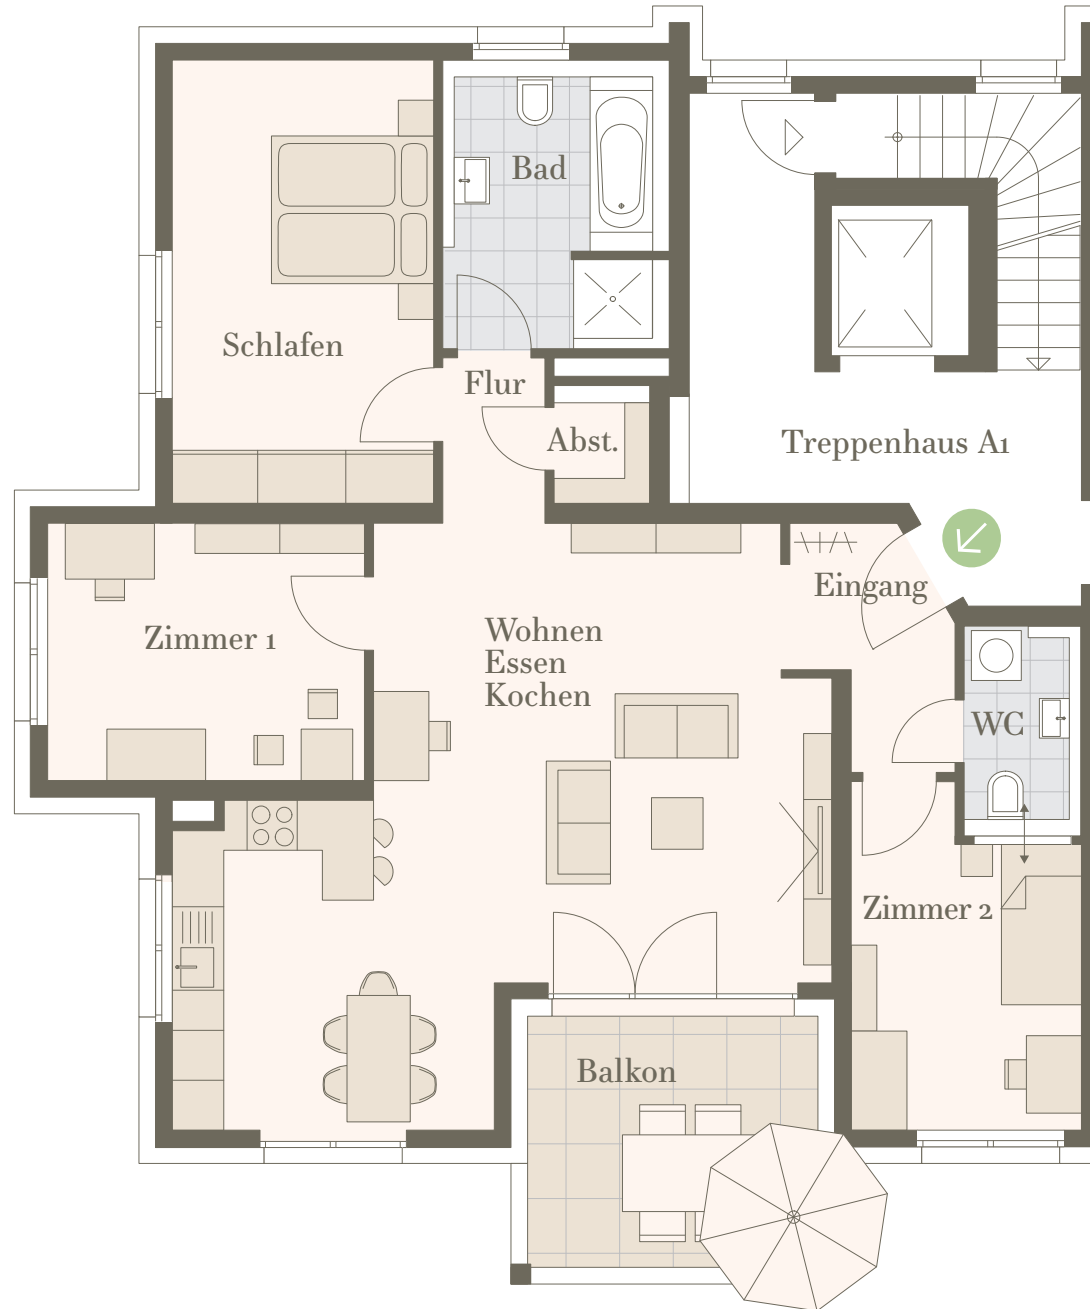 Bad
Schlafen
Flur
Abst.
Treppenhaus A1
Eingang
Zimmer 1
Wohnen
Essen
Kochen
WC
Zimmer 2
Balkon